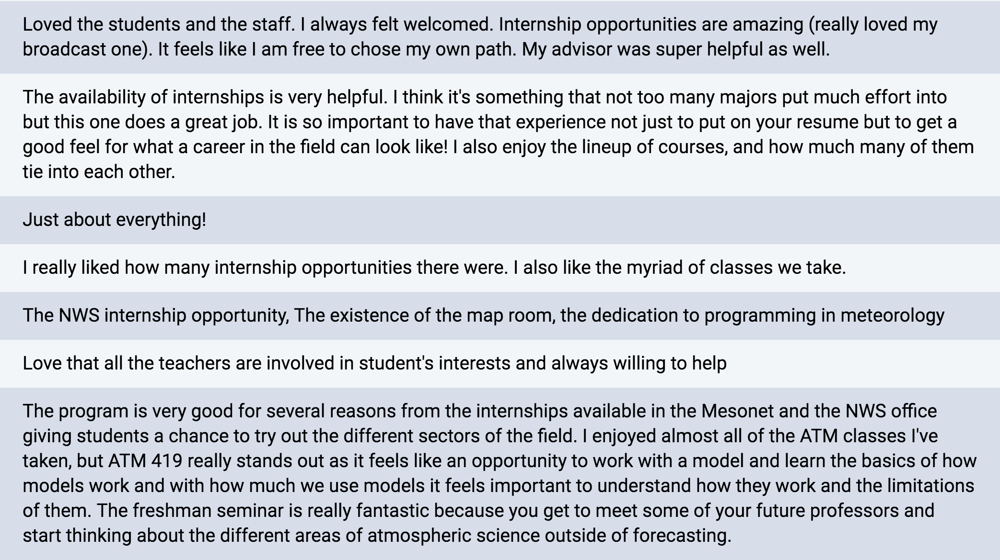 Loved the students and the staff. I always felt welcomed. Internship opportunities are amazing (really loved my
broadcast one). It feels like I am free to chose my own path. My advisor was super helpful as well.
The availability of internships is very helpful. I think it's something that not too many majors put much effort into
but this one does a great job. It is so important to have that experience not just to put on your resume but to get a
good feel for what a career in the field can look like! I also enjoy the lineup of courses, and how much many of them
tie into each other.
Just about everything!
I really liked how many internship opportunities there were. I also like the myriad of classes we take.
The NWS internship opportunity, The existence of the map room, the dedication to programming in meteorology
Love that all the teachers are involved in student's interests and always willing to help
The program is very good for several reasons from the internships available in the Mesonet and the NWS office
giving students a chance to try out the different sectors of the field. I enjoyed almost all of the ATM classes I've
taken, but ATM 419 really stands out as it feels like an opportunity to work with a model and learn the basics of how
models work and with how much we use models it feels important to understand how they work and the limitations
of them. The freshman seminar is really fantastic because you get to meet some of your future professors and
start thinking about the different areas of atmospheric science outside of forecasting.